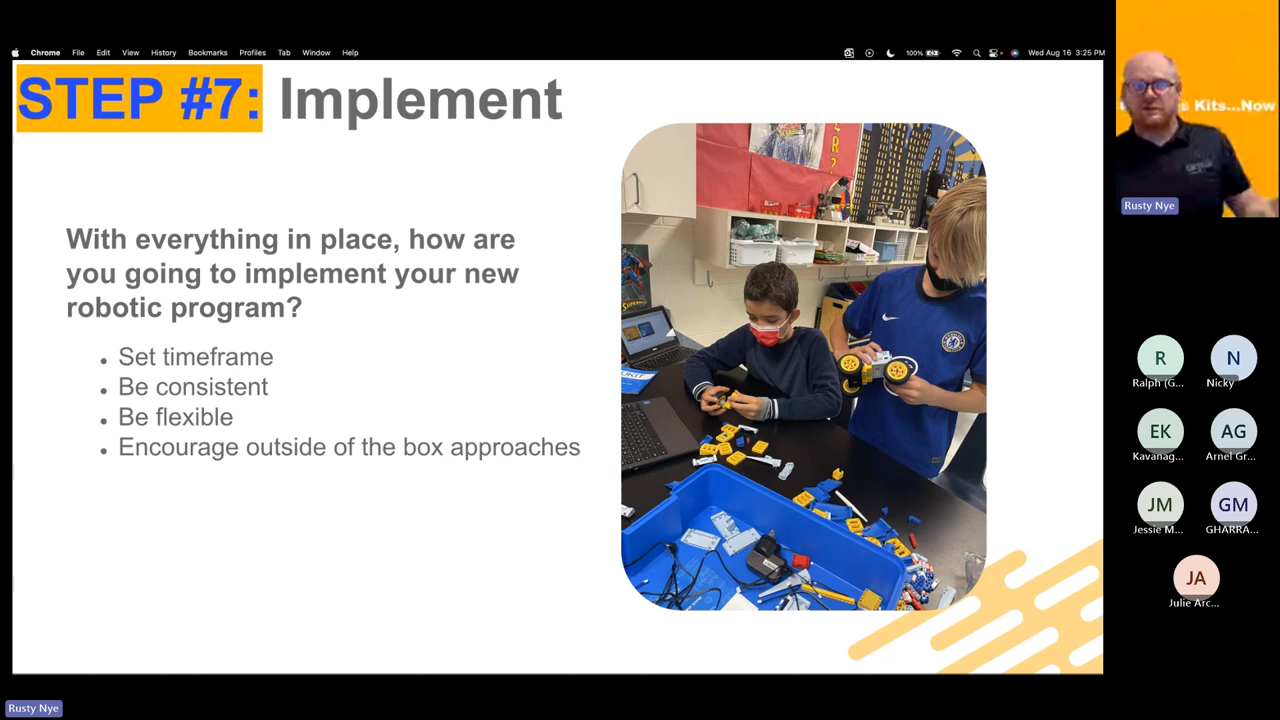 Chrome File Edit View History Bookmarks Profiles Tab Window Help
100% Wed Aug 16 3:25 PM
STEP #7: Implement
With everything in place, how are
you going to implement your new
robotic program?
• Set timeframe
• Be consistent
• Be flexible
• Encourage outside of the box approaches
s Kits...Now
Rusty Nye
R
N
Ralph (G...
Nicky
EK
AG
Kavanag...
Arnel Gr...
JM
GM
Jessie M...
GHARRA...
JA
Julie Arc...
Rusty Nye